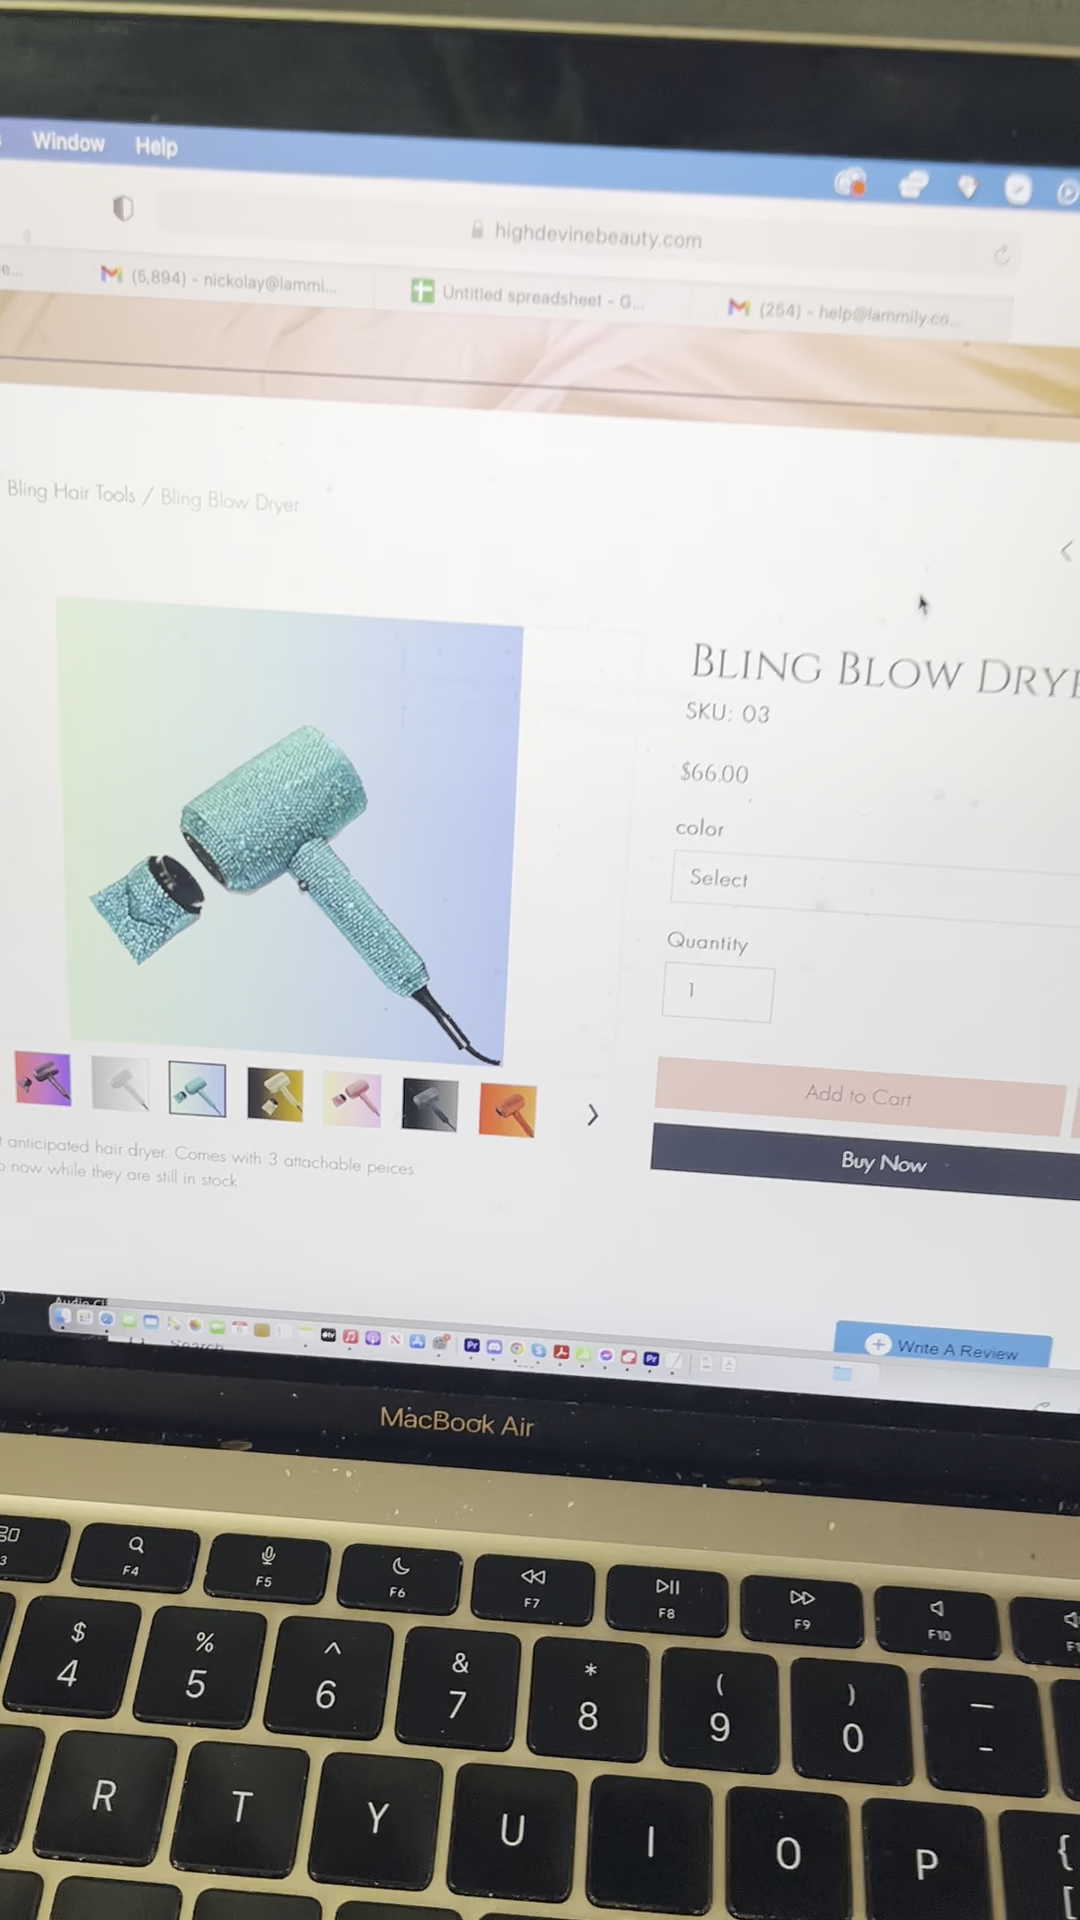 Window Help
highdevinebeauty.com
e...
(5,894) - nickolay@lammi...
Untitled spreadsheet - G...
(254) - help@lammily.co...
Bling Hair Tools / Bling Blow Dryer
BLING BLOW DRYE
SKU: 03
$66.00
color
Select
Quantity
1
Add to Cart
Buy Now
anticipated hair dryer. Comes with 3 attachable peices
now while they are still in stock
Search
Write A Review
MacBook Air
F4 F5 F6 F7 F8 F9 F10
$ % ^ & * ( ) —
4 5 6 7 8 9 0 -
R T Y U I O P {
[